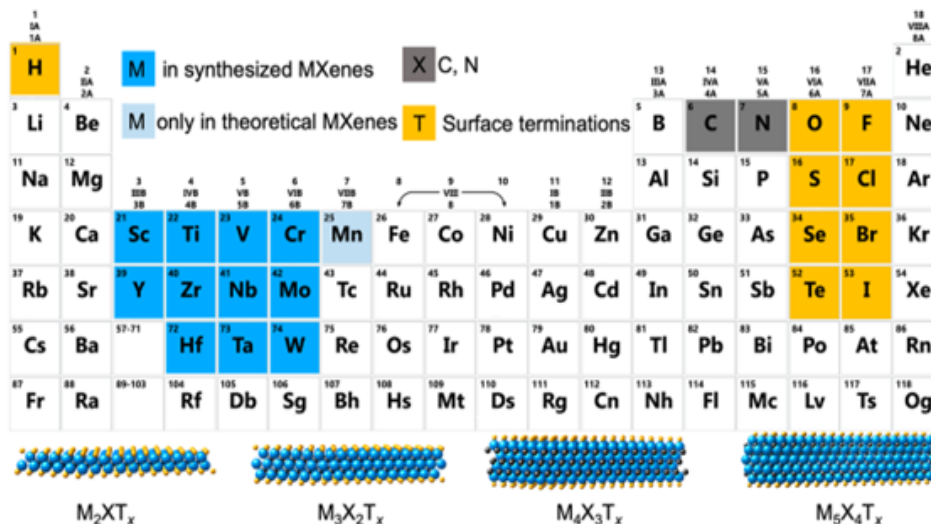 1
IA
1A
18
VIIIA
8A
1 H
M in synthesized MXenes
X C, N
2
IIA
2A
13
IIIA
3A
14
IVA
4A
15
VA
5A
16
VIA
6A
17
VIIA
7A
2 He
3 Li 4 Be
M only in theoretical MXenes
T Surface terminations
5 B 6 C 7 N 8 O 9 F 10 Ne
11 Na 12 Mg
3
IIIB
3B
4
IVB
4B
5
VB
5B
6
VIB
6B
7
VIIB
7B
8 9 10
VIII
8
11
IB
1B
12
IIB
2B
13 Al 14 Si 15 P 16 S 17 Cl 18 Ar
19 K 20 Ca 21 Sc 22 Ti 23 V 24 Cr 25 Mn 26 Fe 27 Co 28 Ni 29 Cu 30 Zn 31 Ga 32 Ge 33 As 34 Se 35 Br 36 Kr
37 Rb 38 Sr 39 Y 40 Zr 41 Nb 42 Mo 43 Tc 44 Ru 45 Rh 46 Pd 47 Ag 48 Cd 49 In 50 Sn 51 Sb 52 Te 53 I 54 Xe
55 Cs 56 Ba 57-71 72 Hf 73 Ta 74 W 75 Re 76 Os 77 Ir 78 Pt 79 Au 80 Hg 81 Tl 82 Pb 83 Bi 84 Po 85 At 86 Rn
87 Fr 88 Ra 89-103 104 Rf 105 Db 106 Sg 107 Bh 108 Hs 109 Mt 110 Ds 111 Rg 112 Cn 113 Nh 114 Fl 115 Mc 116 Lv 117 Ts 118 Og
M₂XTₓ M₃X₂Tₓ M₄X₃Tₓ M₅X₄Tₓ